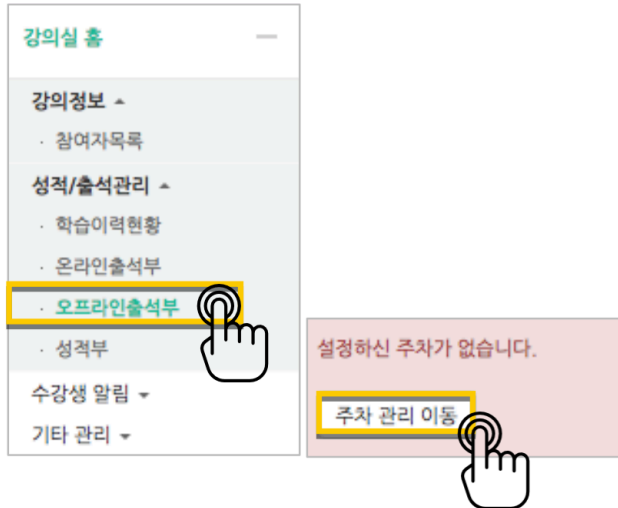 강의실 홈
강의정보
· 참여자목록
성적/출석관리
· 학습이력현황
· 온라인출석부
· 오프라인출석부
· 성적부
수강생 알림
기타 관리
설정하신 주차가 없습니다.
주차 관리 이동